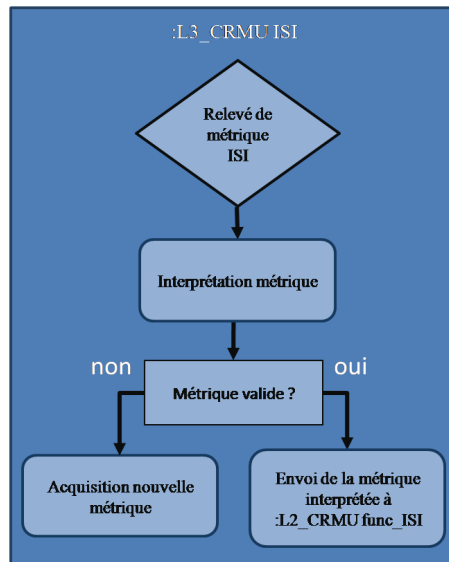 :L3_CRMU ISI
Relevé de
métrique
ISI
Interprétation métrique
non
oui
Métrique valide ?
Acquisition nouvelle
métrique
Envoi de la métrique
interprétée à
:L2_CRMU func_ISI